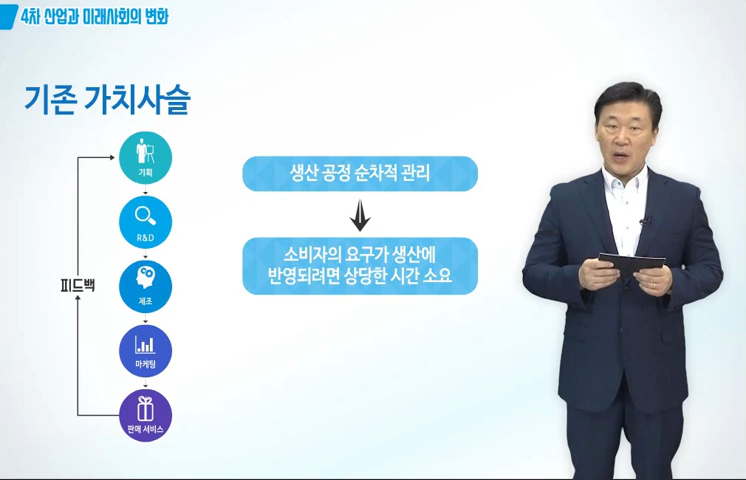 4차 산업과 미래사회의 변화
기존 가치사슬
기획
R&D
제조
마케팅
판매 서비스
피드백
생산 공정 순차적 관리
소비자의 요구가 생산에
반영되려면 상당한 시간 소요